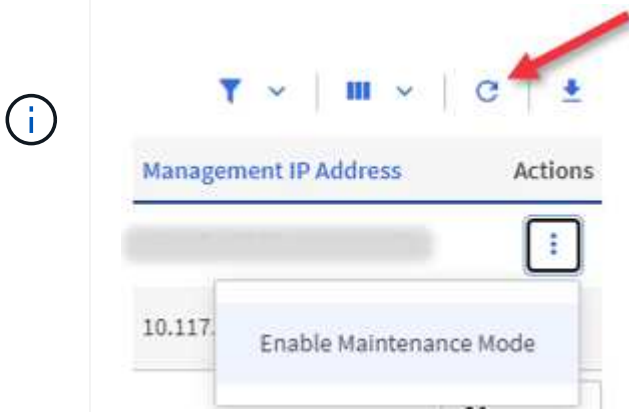 Management IP Address Actions
10.117.
Enable Maintenance Mode